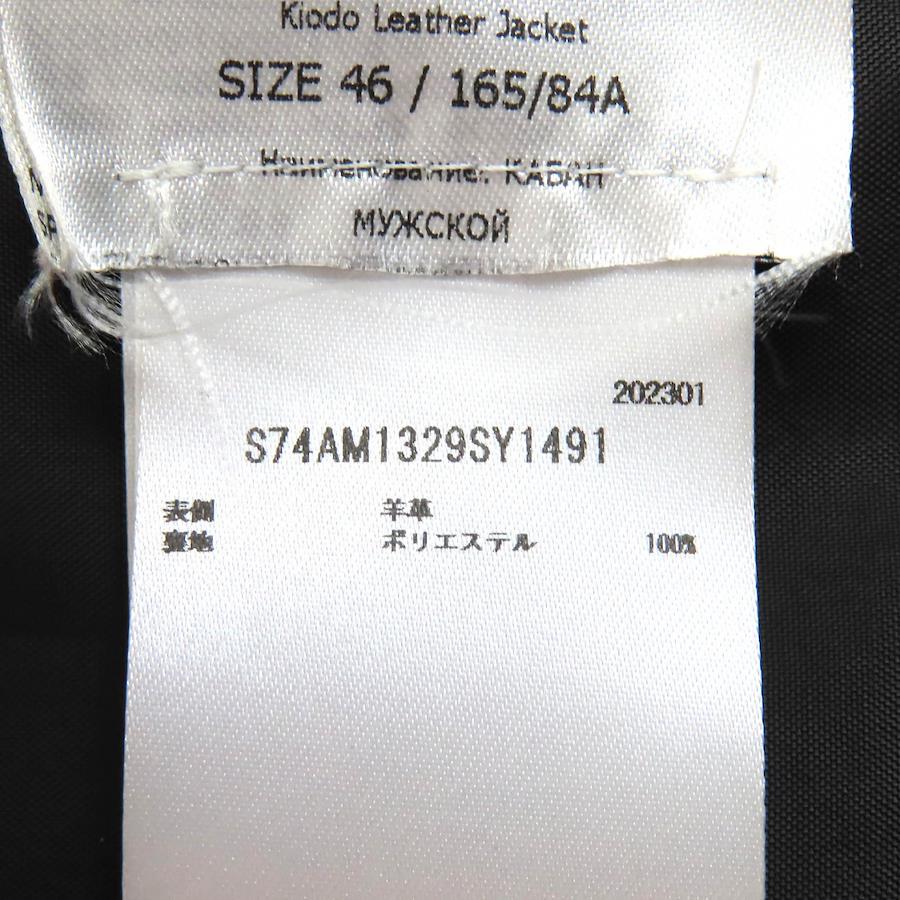 Kiodo Leather Jacket
SIZE 46 / 165/84A
Наименование: КАБАН
МУЖСКОЙ
202301
S74AM1329SY1491
表側 羊革
裏地 ポリエステル 100%